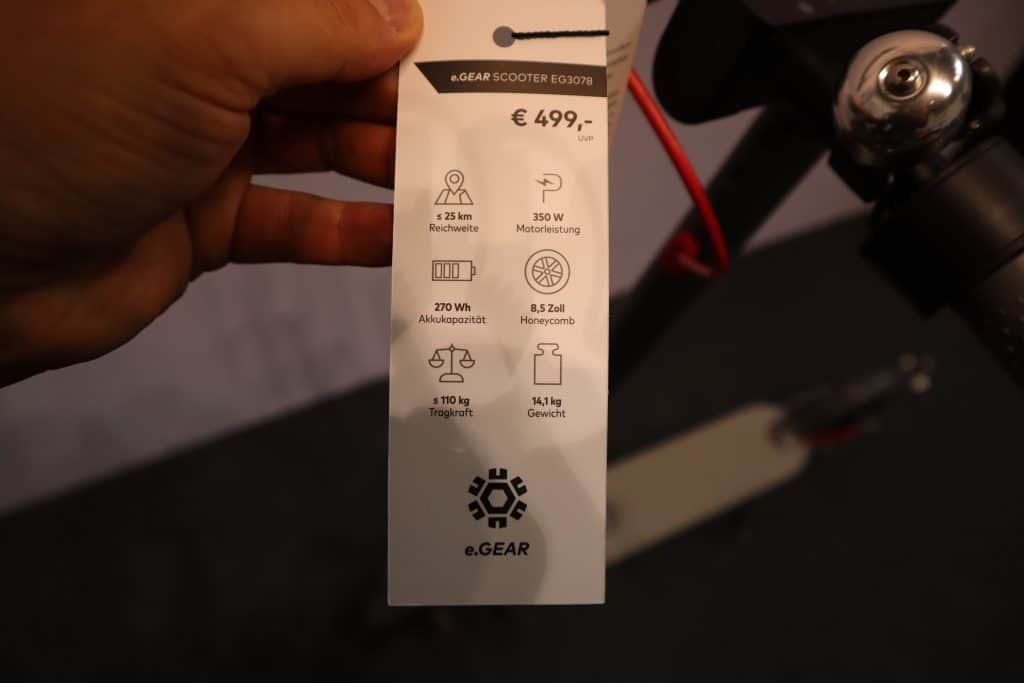 e.GEAR SCOOTER EG3078
€ 499,-
UVP
≤ 25 km
Reichweite
350 W
Motorleistung
270 Wh
Akkukapazität
8,5 Zoll
Honeycomb
≤ 110 kg
Tragkraft
14,1 kg
Gewicht
e.GEAR